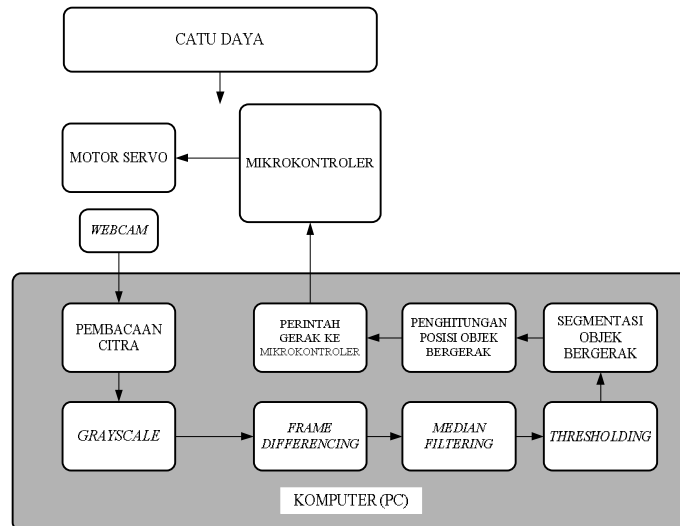 CATU DAYA
MOTOR SERVO
MIKROKONTROLER
WEBCAM
PEMBACAAN
CITRA
PERINTAH
GERAK KE
MIKROKONTROLER
PENGHITUNGAN
POSISI OBJEK
BERGERAK
SEGMENTASI
OBJEK
BERGERAK
GRAYSCALE
FRAME
DIFFERENCING
MEDIAN
FILTERING
THRESHOLDING
KOMPUTER (PC)